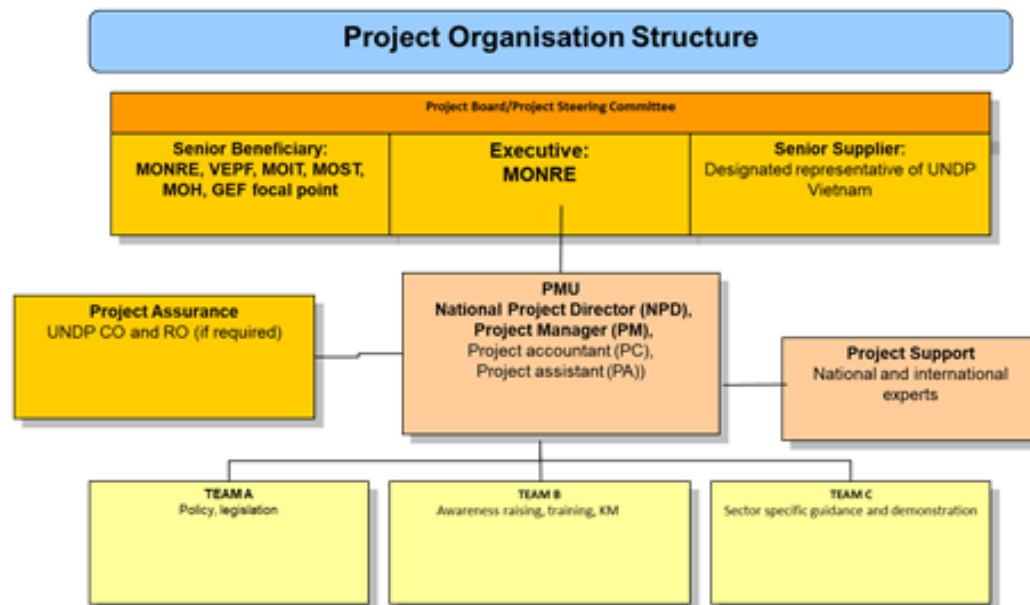 Project Organisation Structure
Project Board/Project Steering Committee
Senior Beneficiary:
MONRE, VEPF, MOIT, MOST,
MOH, GEF focal point
Executive:
MONRE
Senior Supplier:
Designated representative of UNDP
Vietnam
PMU
National Project Director (NPD),
Project Manager (PM),
Project accountant (PC),
Project assistant (PA))
Project Assurance
UNDP CO and RO (if required)
Project Support
National and international
experts
TEAM A
Policy, legislation
TEAM B
Awareness raising, training, KM
TEAM C
Sector specific guidance and demonstration